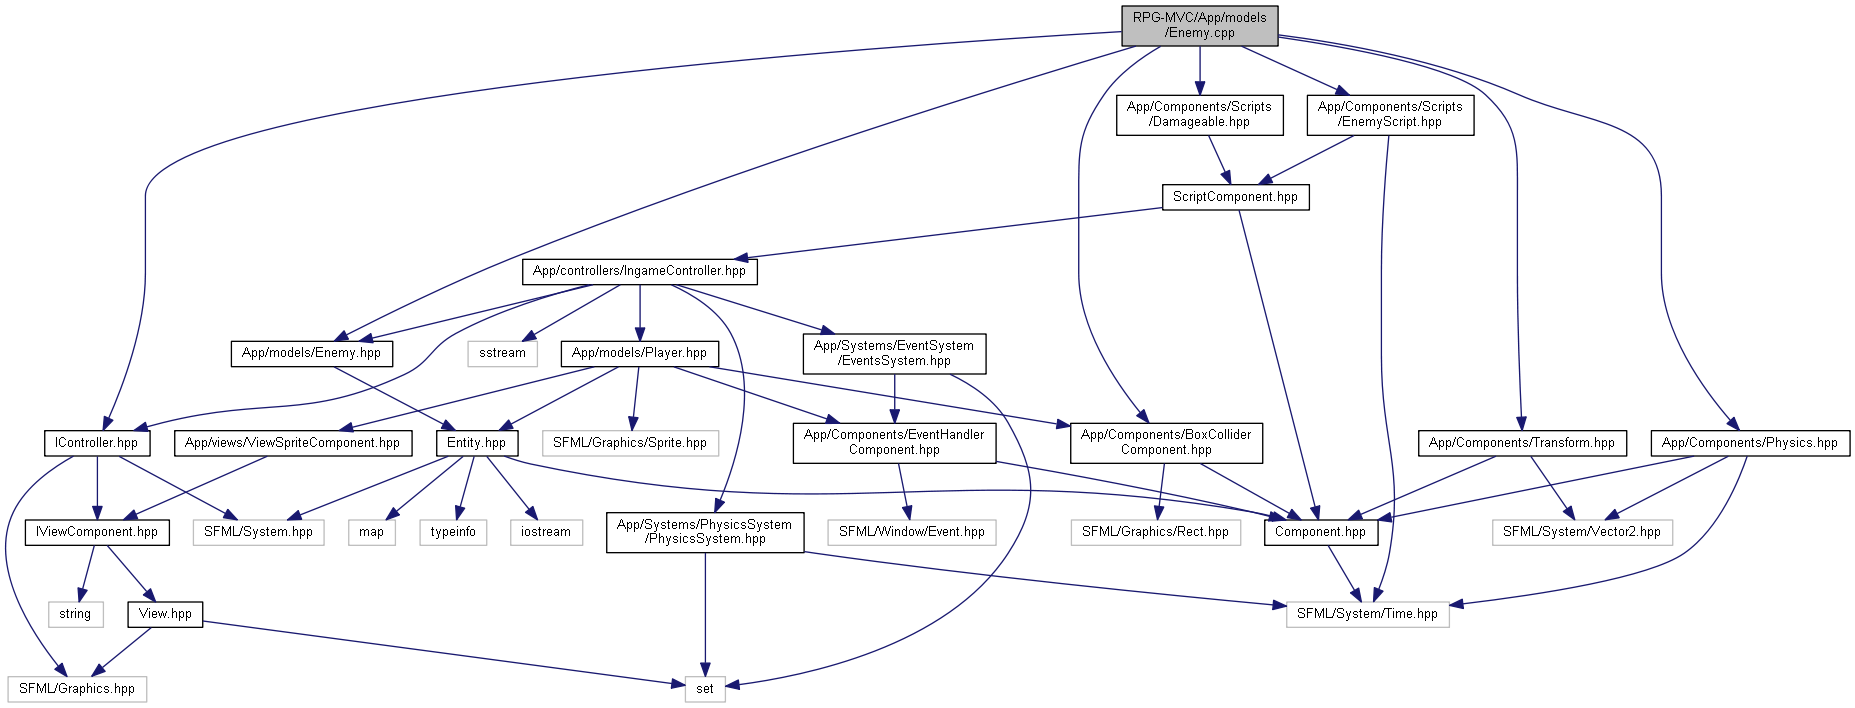 RPG-MVC/App/models
/Enemy.cpp
App/Components/Scripts
/Damageable.hpp
App/Components/Scripts
/EnemyScript.hpp
ScriptComponent.hpp
App/controllers/IngameController.hpp
App/models/Enemy.hpp
sstream
App/models/Player.hpp
App/Systems/EventSystem
/EventsSystem.hpp
IController.hpp
App/views/ViewSpriteComponent.hpp
Entity.hpp
SFML/Graphics/Sprite.hpp
App/Components/EventHandler
Component.hpp
App/Components/BoxCollider
Component.hpp
App/Components/Transform.hpp
App/Components/Physics.hpp
IViewComponent.hpp
SFML/System.hpp
map
typeinfo
iostream
App/Systems/PhysicsSystem
/PhysicsSystem.hpp
SFML/Window/Event.hpp
SFML/Graphics/Rect.hpp
Component.hpp
SFML/System/Vector2.hpp
string
View.hpp
SFML/System/Time.hpp
SFML/Graphics.hpp
set